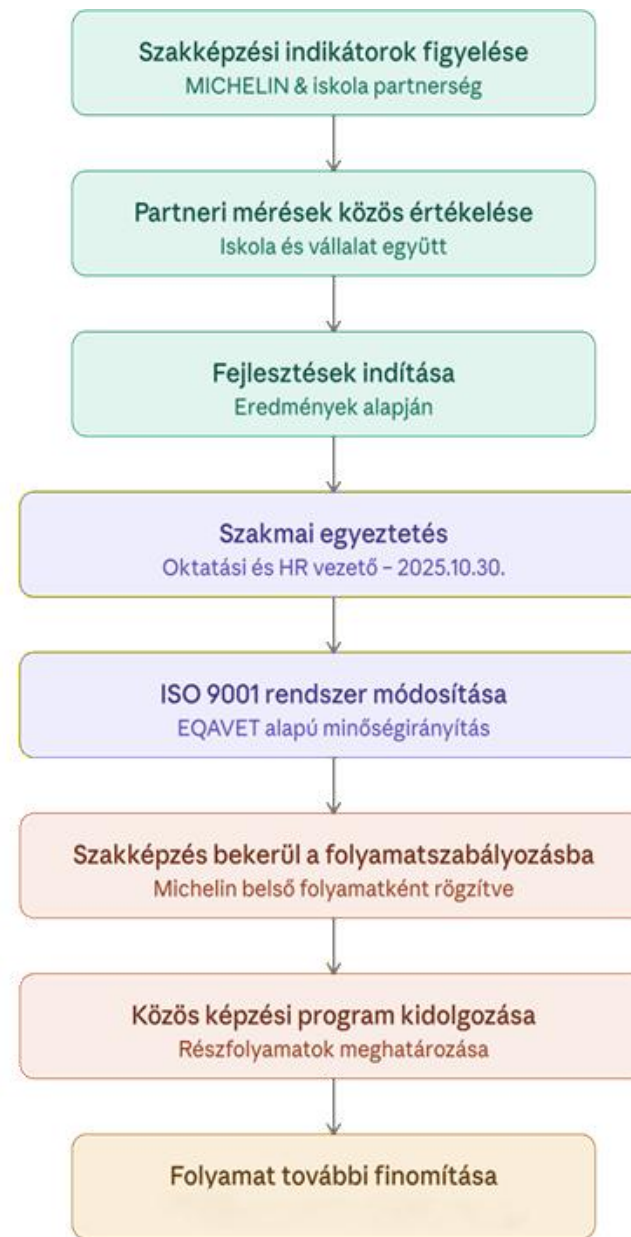 Szakképzési indikátorok figyelése
MICHELIN & iskola partnerség
Partneri mérések közös értékelése
Iskola és vállalat együtt
Fejlesztések indítása
Eredmények alapján
Szakmai egyeztetés
Oktatási és HR vezető – 2025.10.30.
ISO 9001 rendszer módosítása
EQAVET alapú minőségirányítás
Szakképzés bekerül a folyamatszabályozásba
Michelin belső folyamatként rögzítve
Közös képzési program kidolgozása
Részfolyamatok meghatározása
Folyamat további finomítása